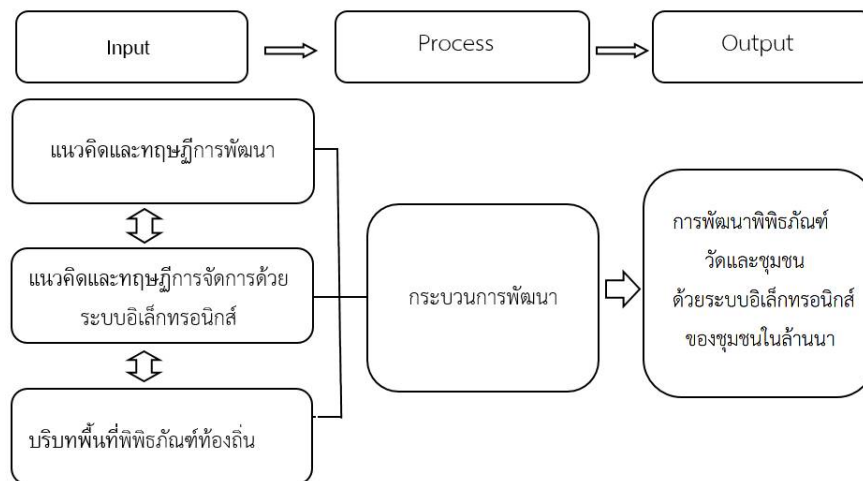 Input
Process
Output
แนวคิดและทฤษฎีการพัฒนา
แนวคิดและทฤษฎีการจัดการด้วย
ระบบอิเล็กทรอนิกส์
บริบทพื้นที่พิพิธภัณฑ์ท้องถิ่น
กระบวนการพัฒนา
การพัฒนาพิพิธภัณฑ์
วัดและชุมชน
ด้วยระบบอิเล็กทรอนิกส์
ของชุมชนในล้านนา